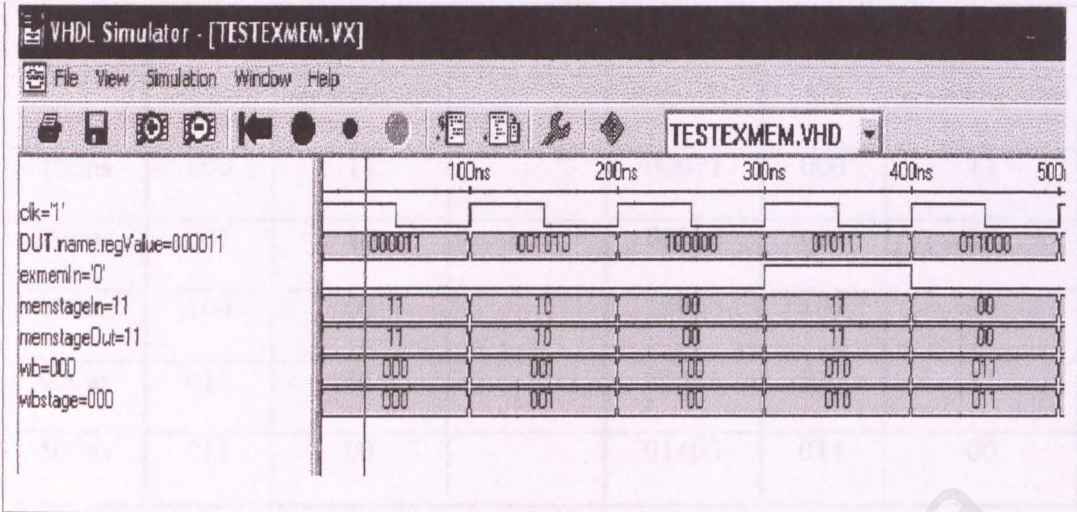 VHDL Simulator - [TESTEXMEM.VX]
File View Simulation Window Help
TESTEXMEM.VHD
100ns 200ns 300ns 400ns 500
clk='1'
DUT.name.regValue=000011 000011 001010 100000 010111 011000
exmemIn='0'
memstageIn=11 11 10 00 11 00
memstageOut=11 11 10 00 11 00
wb=000 000 001 100 010 011
wbstage=000 000 001 100 010 011